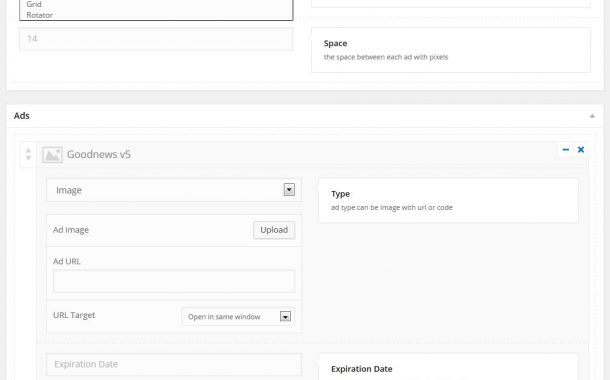 Grid
Rotator
14
Space
the space between each ad with pixels
Ads
Goodnews v5
Image
Type
ad type can be image with url or code
Ad image
Upload
Ad URL
URL Target
Open in same window
Expiration Date
Expiration Date